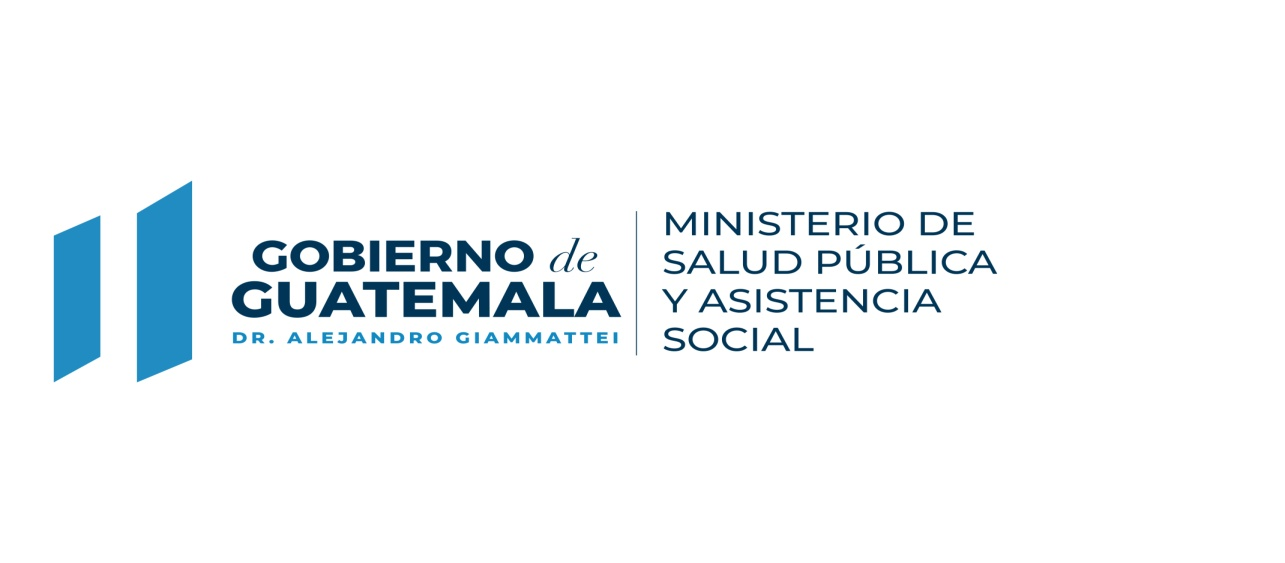 GOBIERNO de
GUATEMALA
DR. ALEJANDRO GIAMMATTEI
MINISTERIO DE
SALUD PÚBLICA
Y ASISTENCIA
SOCIAL